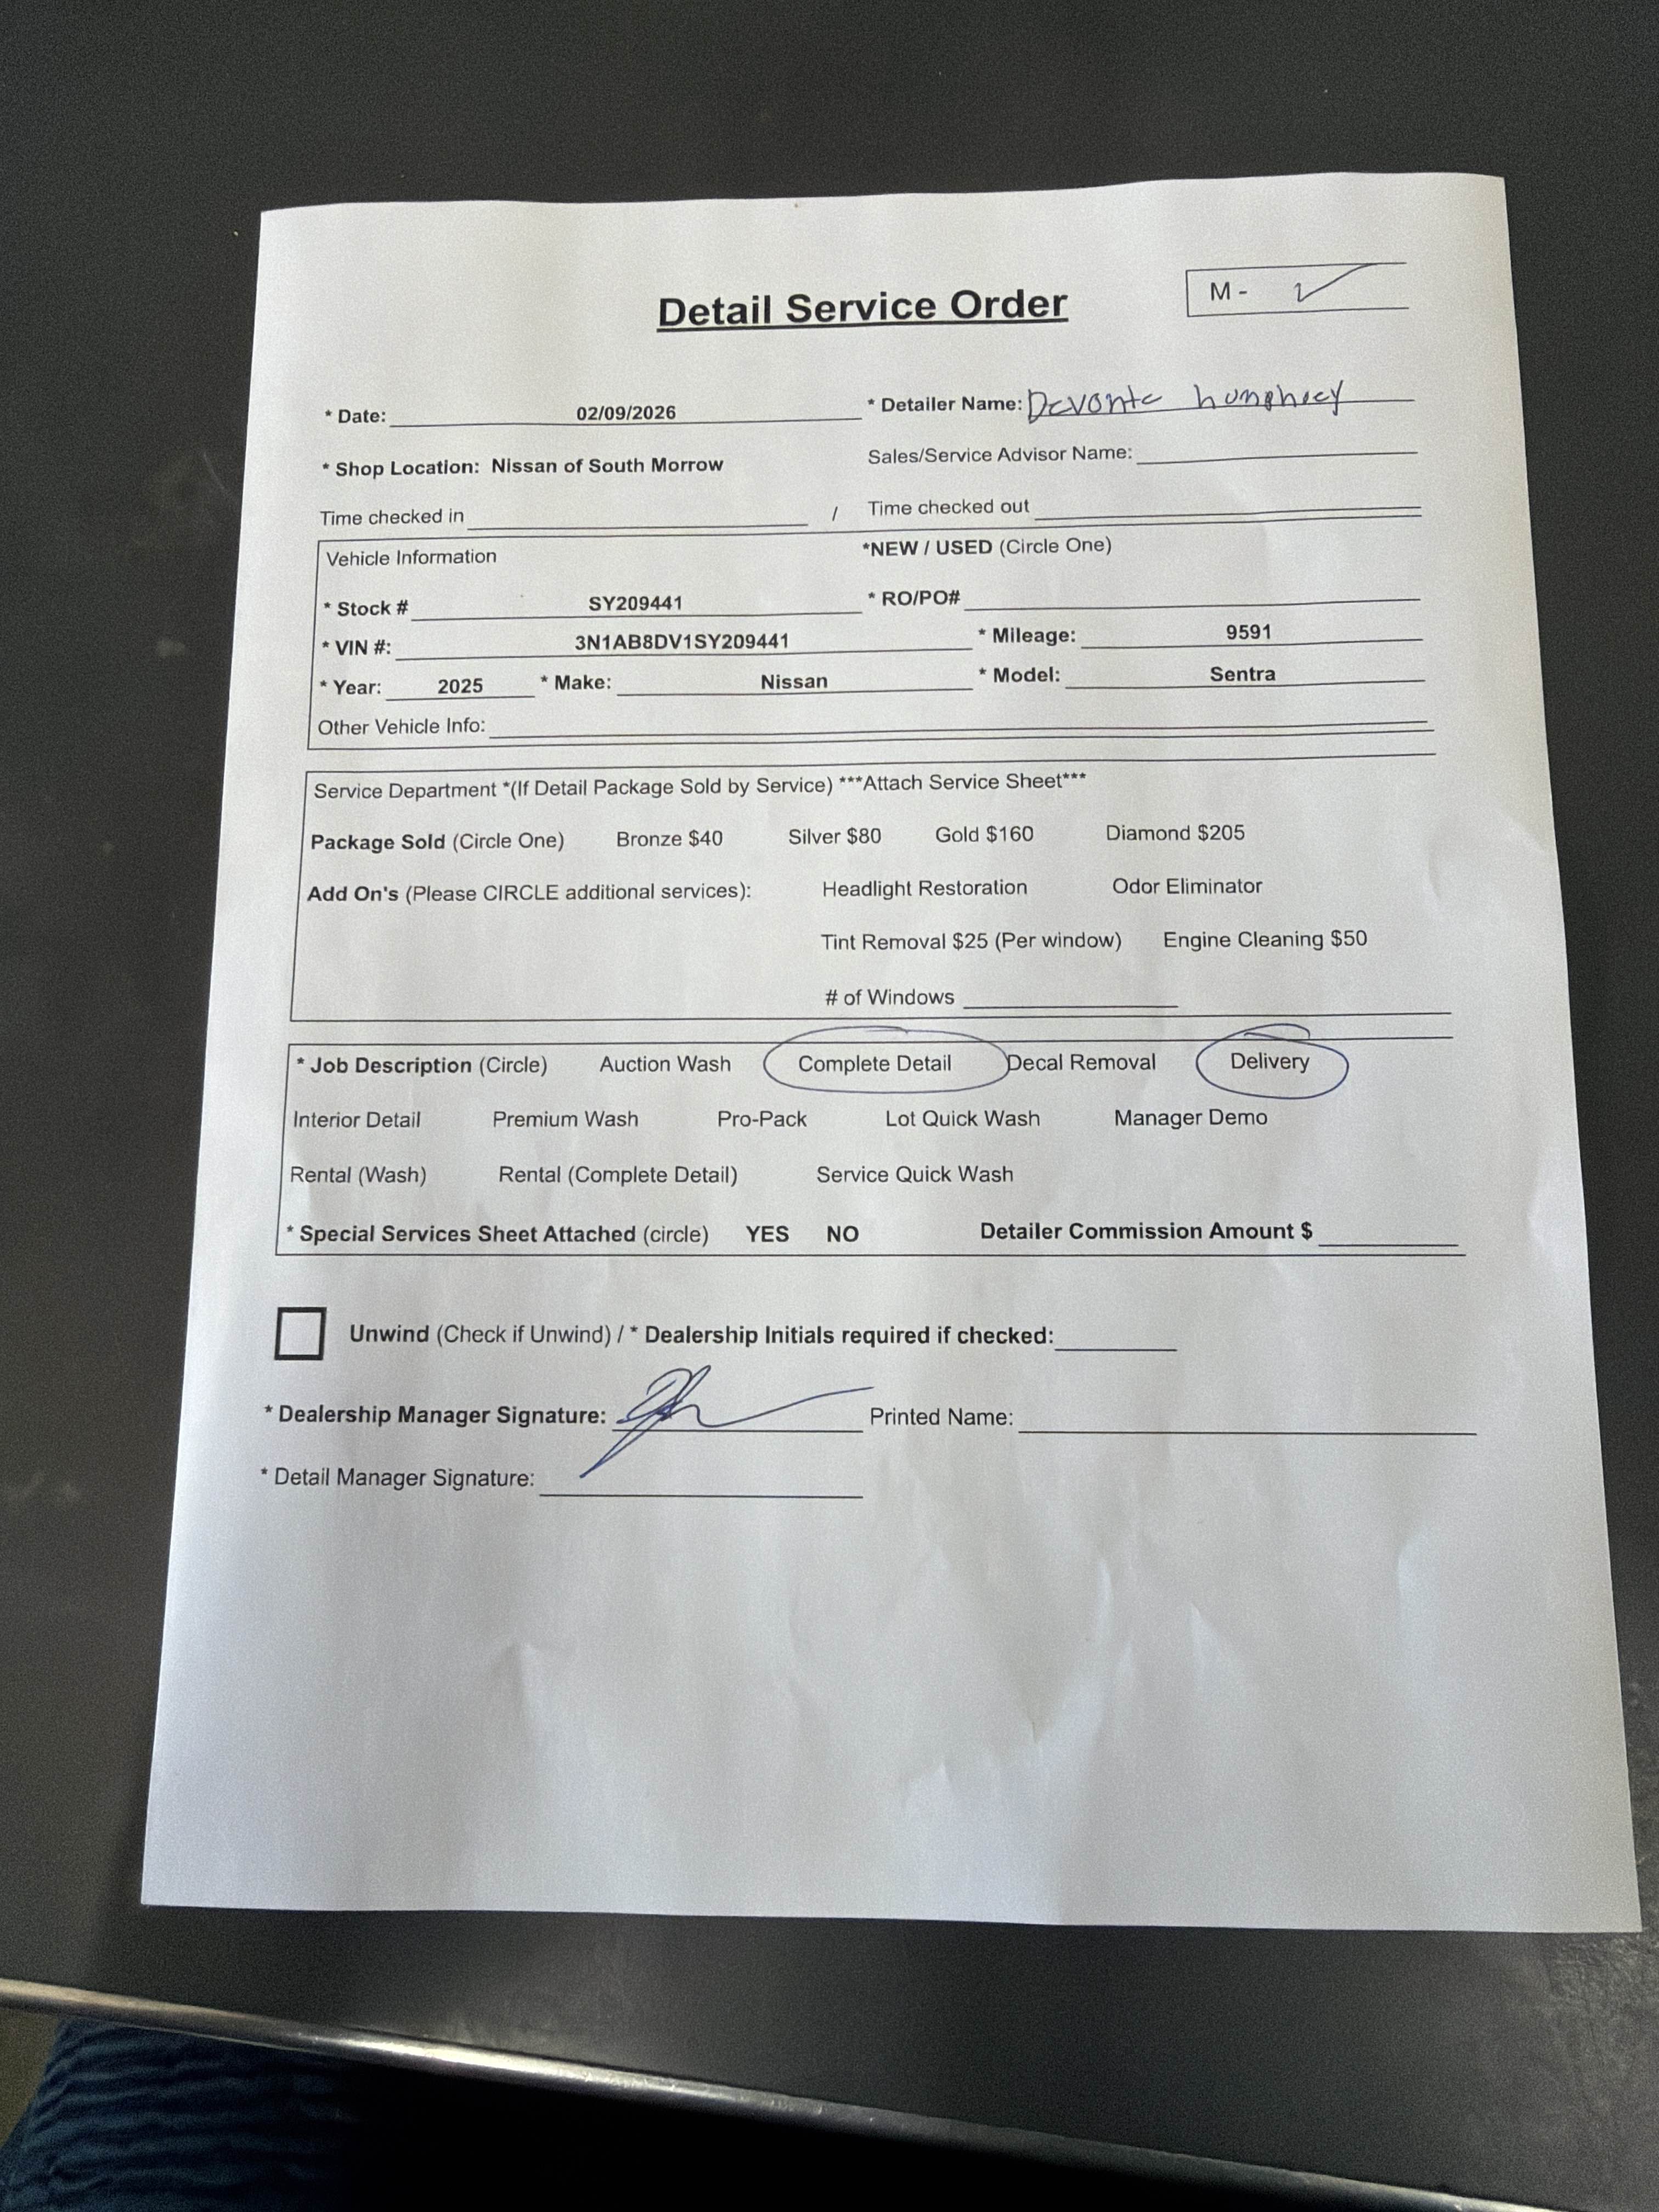 Detail Service Order
M- ✓
* Date: 02/09/2026 * Detailer Name: Devonte humphrey
* Shop Location: Nissan of South Morrow Sales/Service Advisor Name:
Time checked in / Time checked out
Vehicle Information *NEW / USED (Circle One)
* Stock # SY209441 * RO/PO#
* VIN #: 3N1AB8DV1SY209441 * Mileage: 9591
* Year: 2025 * Make: Nissan * Model: Sentra
Other Vehicle Info:
Service Department *(If Detail Package Sold by Service) ***Attach Service Sheet***
Package Sold (Circle One) Bronze $40 Silver $80 Gold $160 Diamond $205
Add On's (Please CIRCLE additional services): Headlight Restoration Odor Eliminator
Tint Removal $25 (Per window) Engine Cleaning $50
# of Windows
* Job Description (Circle) Auction Wash Complete Detail Decal Removal Delivery
Interior Detail Premium Wash Pro-Pack Lot Quick Wash Manager Demo
Rental (Wash) Rental (Complete Detail) Service Quick Wash
* Special Services Sheet Attached (circle) YES NO Detailer Commission Amount $
Unwind (Check if Unwind) / * Dealership Initials required if checked:
* Dealership Manager Signature: Printed Name:
* Detail Manager Signature: